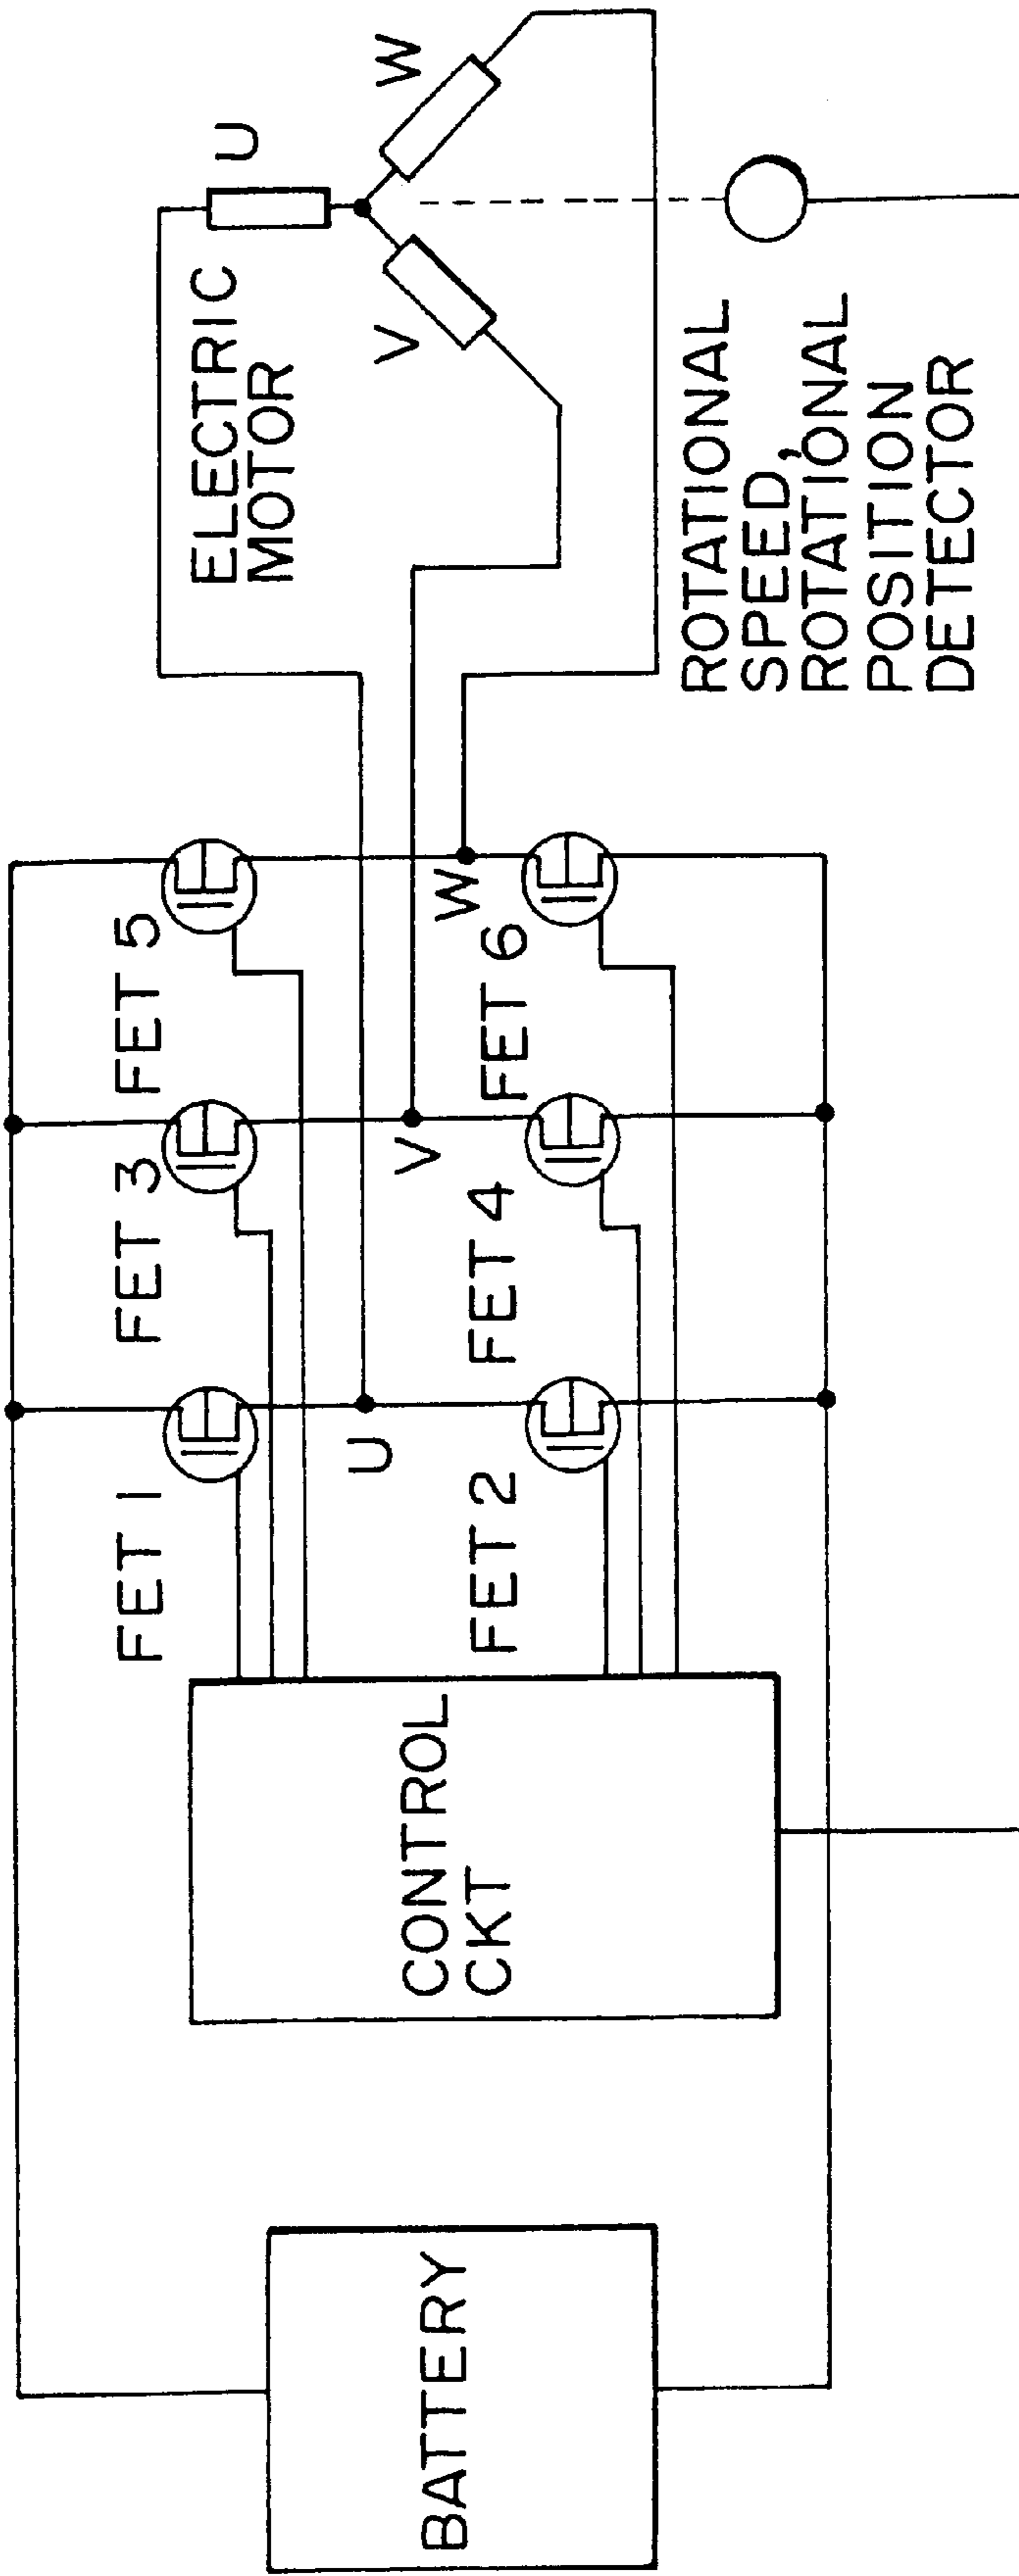 BATTERY
CONTROL
CKT
FET 1
FET 3
FET 5
U
V
W
FET 2
FET 4
FET 6
ELECTRIC
MOTOR
U
V
W
ROTATIONAL
SPEED,
ROTATIONAL
POSITION
DETECTOR